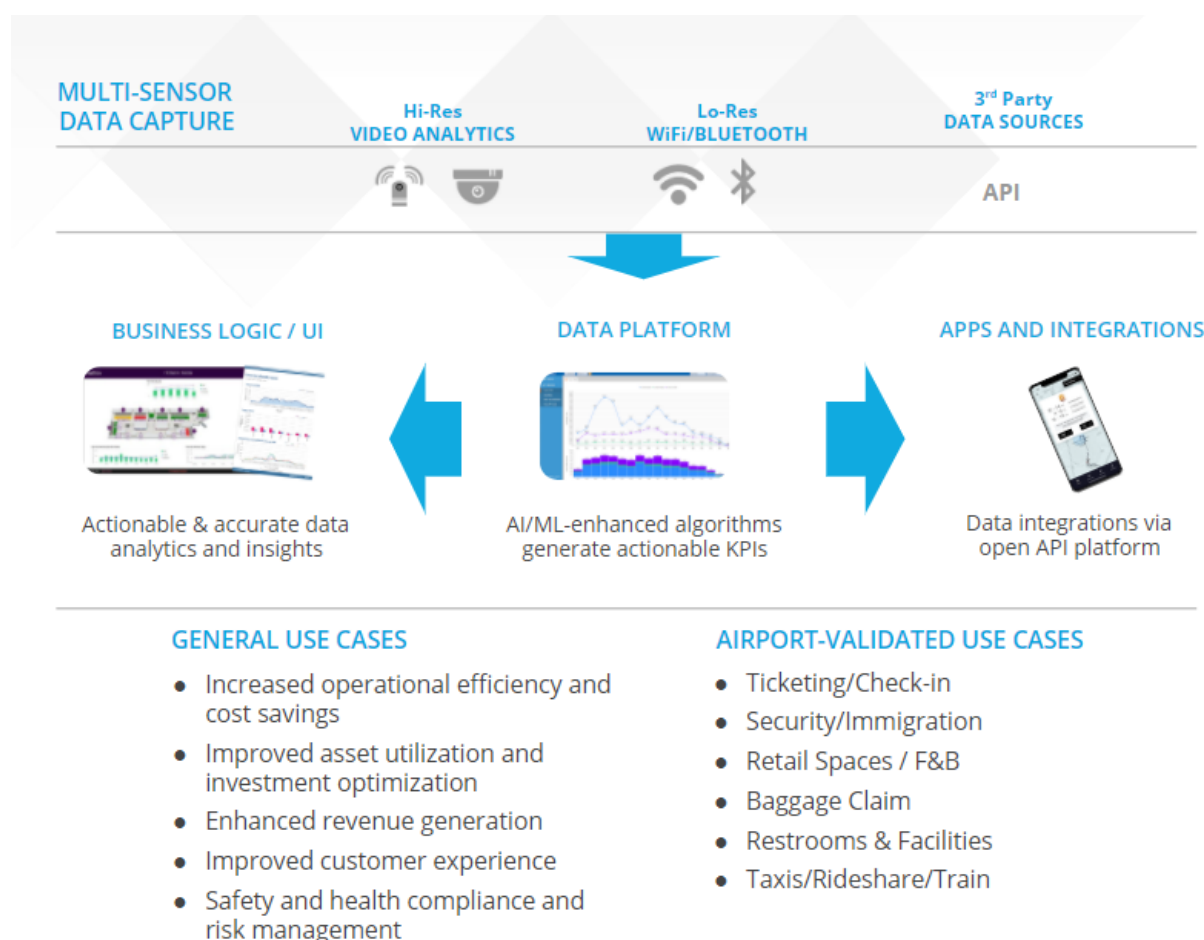 MULTI-SENSOR
DATA CAPTURE
Hi-Res
VIDEO ANALYTICS
Lo-Res
WiFi/BLUETOOTH
3rd Party
DATA SOURCES
API
BUSINESS LOGIC / UI
DATA PLATFORM
APPS AND INTEGRATIONS
Actionable & accurate data
analytics and insights
AI/ML-enhanced algorithms
generate actionable KPIs
Data integrations via
open API platform
GENERAL USE CASES
● Increased operational efficiency and
cost savings
● Improved asset utilization and
investment optimization
● Enhanced revenue generation
● Improved customer experience
● Safety and health compliance and
risk management
AIRPORT-VALIDATED USE CASES
● Ticketing/Check-in
● Security/Immigration
● Retail Spaces / F&B
● Baggage Claim
● Restrooms & Facilities
● Taxis/Rideshare/Train